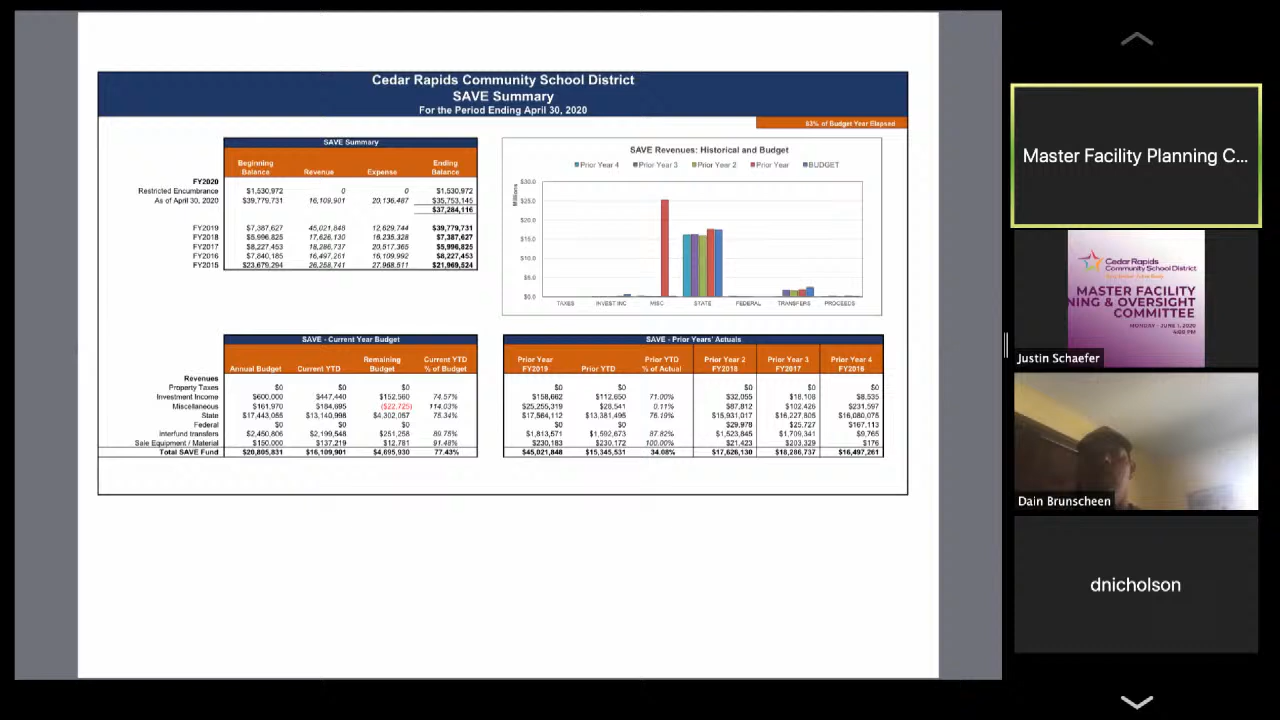 Cedar Rapids Community School District
SAVE Summary
For the Period Ending April 30, 2020
83% of Budget Year Elapsed
SAVE Summary
Beginning Balance Revenue Expense Ending Balance
FY2020
Restricted Encumbrance $1,530,972 0 0 $1,530,972
As of April 30, 2020 $39,779,731 16,109,901 20,136,487 $35,753,145
$37,284,116
FY2019 $7,387,627 45,021,848 12,629,744 $39,779,731
FY2018 $5,996,825 17,626,130 16,235,328 $7,387,627
FY2017 $8,227,453 18,286,737 20,517,365 $5,996,825
FY2016 $7,840,185 16,497,261 16,109,992 $8,227,453
FY2015 $23,679,294 26,258,741 27,968,511 $21,969,524
SAVE Revenues: Historical and Budget
Prior Year 4 Prior Year 3 Prior Year 2 Prior Year BUDGET
Millions
$30.0
$25.0
$20.0
$15.0
$10.0
$5.0
$0.0
TAXES INVEST INC MISC STATE FEDERAL TRANSFERS PROCEEDS
SAVE - Current Year Budget
Annual Budget Current YTD Remaining Budget Current YTD % of Budget
Revenues
Property Taxes $0 $0 $0
Investment Income $600,000 $447,440 $152,560 74.57%
Miscellaneous $161,970 $184,695 ($22,725) 114.03%
State $17,443,055 $13,140,998 $4,302,057 75.34%
Federal $0 $0 $0
Interfund transfers $2,450,806 $2,199,548 $251,258 89.75%
Sale Equipment / Material $150,000 $137,219 $12,781 91.48%
Total SAVE Fund $20,805,831 $16,109,901 $4,695,930 77.43%
SAVE - Prior Years' Actuals
Prior Year FY2019 Prior YTD Prior YTD % of Actual Prior Year 2 FY2018 Prior Year 3 FY2017 Prior Year 4 FY2016
$0 $0 $0 $0 $0
$158,662 $112,650 71.00% $32,055 $18,108 $8,535
$25,255,319 $28,541 0.11% $87,812 $102,426 $231,597
$17,564,112 $13,381,495 76.19% $15,931,017 $16,227,805 $16,080,075
$0 $0 $29,978 $25,727 $167,113
$1,813,571 $1,592,673 87.82% $1,523,845 $1,709,341 $9,765
$230,183 $230,172 100.00% $21,423 $203,329 $176
$45,021,848 $15,345,531 34.08% $17,626,130 $18,286,737 $16,497,261
Master Facility Planning C...
Cedar Rapids
Community School District
MASTER FACILITY
NING & OVERSIGHT
COMMITTEE
MONDAY - JUNE 1, 2020
4:00 PM
Justin Schaefer
Dain Brunscheen
dnicholson